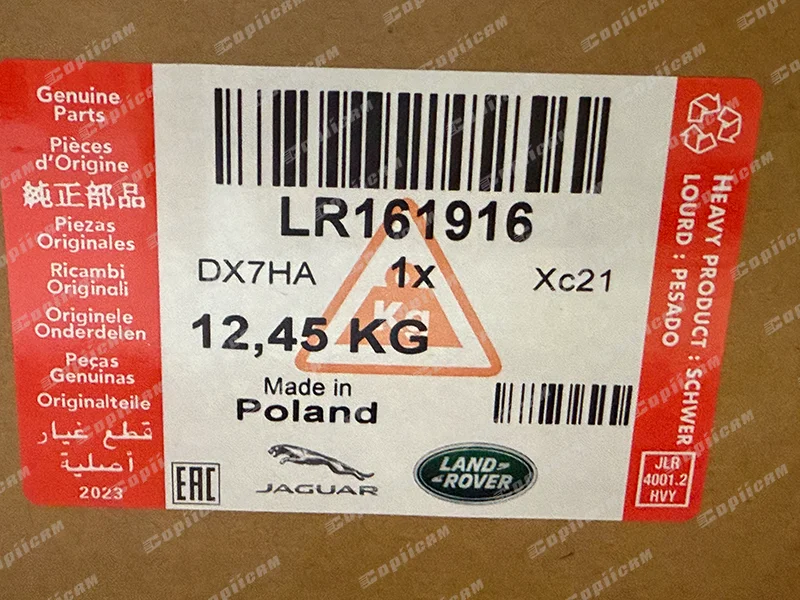 Genuine
Parts
Pièces
d'Origine
純正部品
Piezas
Originales
Ricambi
Originali
Originele
Onderdelen
Peças
Genuinas
Originalteile
قطع غيار
أصلية
2023
LR161916
DX7HA 1x Xc21
Kg
12,45 KG
Made in
Poland
EAC
JAGUAR
LAND-
-ROVER
HEAVY PRODUCT : SCHWER
LOURD : PESADO
JLR
4001.2
HVY
Copiicam